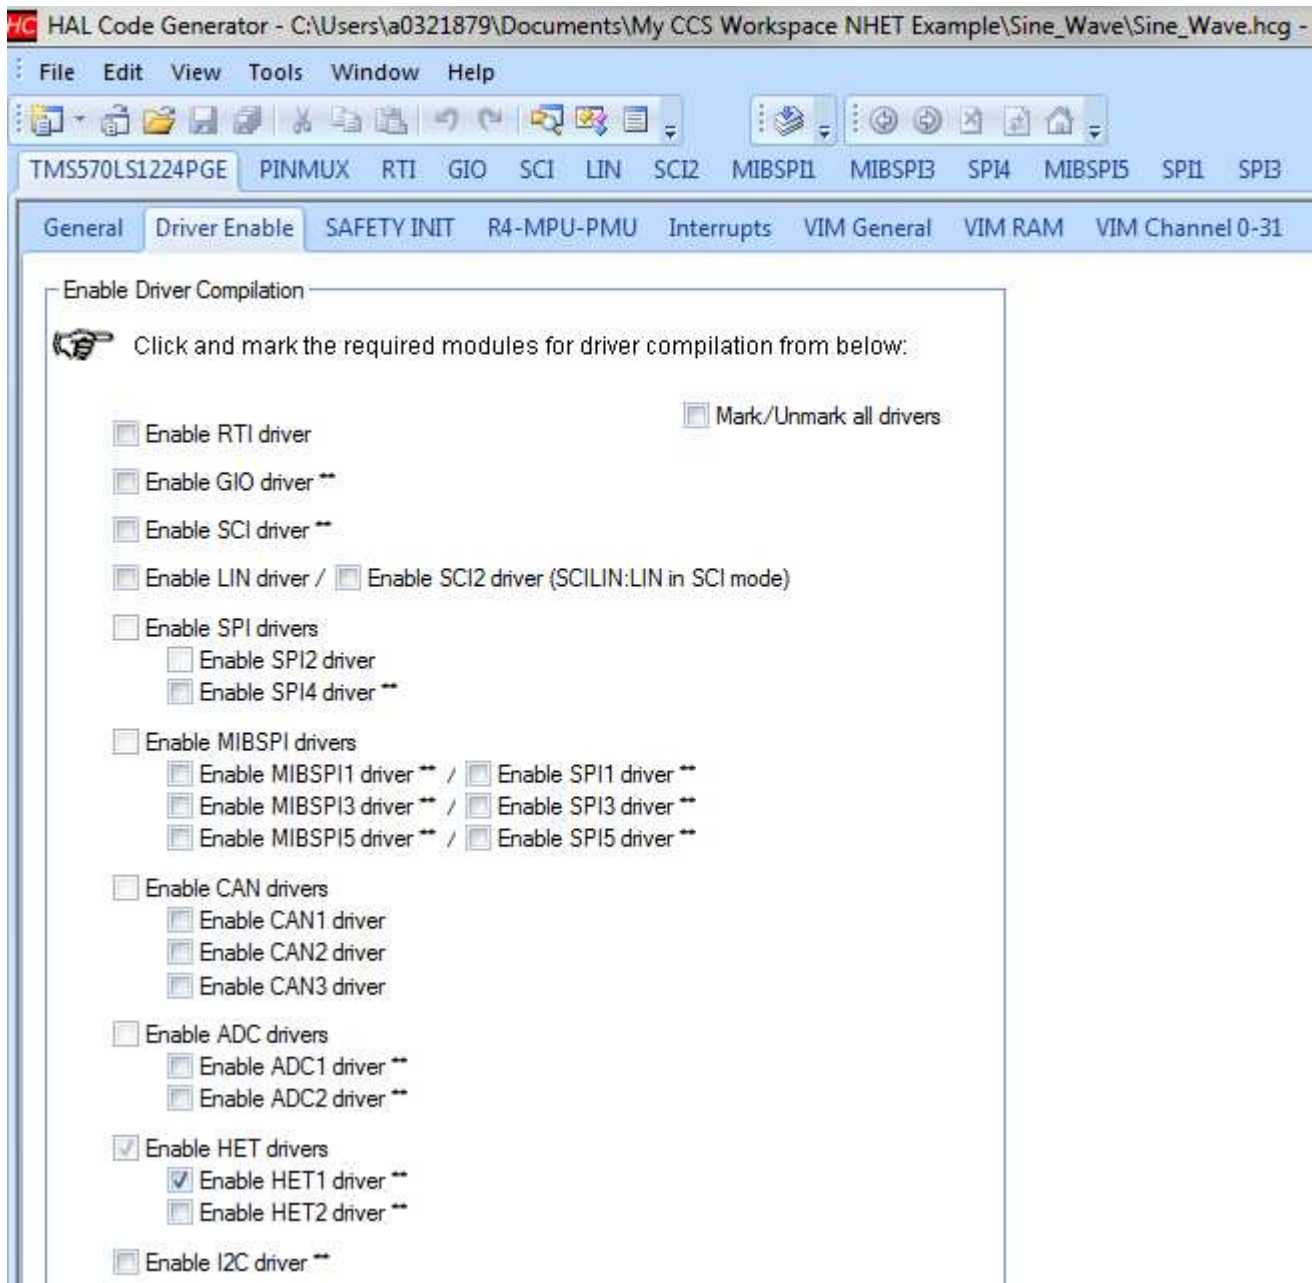 HC HAL Code Generator - C:\Users\a0321879\Documents\My CCS Workspace NHET Example\Sine_Wave\Sine_Wave.hcg -
File Edit View Tools Window Help
TMS570LS1224PGE PINMUX RTI GIO SCI LIN SCI2 MIBSPI1 MIBSPI3 SPI4 MIBSPI5 SPI1 SPI3
General Driver Enable SAFETY INIT R4-MPU-PMU Interrupts VIM General VIM RAM VIM Channel 0-31
Enable Driver Compilation
Click and mark the required modules for driver compilation from below:
Mark/Unmark all drivers
Enable RTI driver
Enable GIO driver **
Enable SCI driver **
Enable LIN driver / Enable SCI2 driver (SCILIN:LIN in SCI mode)
Enable SPI drivers
Enable SPI2 driver
Enable SPI4 driver **
Enable MIBSPI drivers
Enable MIBSPI1 driver ** / Enable SPI1 driver **
Enable MIBSPI3 driver ** / Enable SPI3 driver **
Enable MIBSPI5 driver ** / Enable SPI5 driver **
Enable CAN drivers
Enable CAN1 driver
Enable CAN2 driver
Enable CAN3 driver
Enable ADC drivers
Enable ADC1 driver **
Enable ADC2 driver **
Enable HET drivers
Enable HET1 driver **
Enable HET2 driver **
Enable I2C driver **